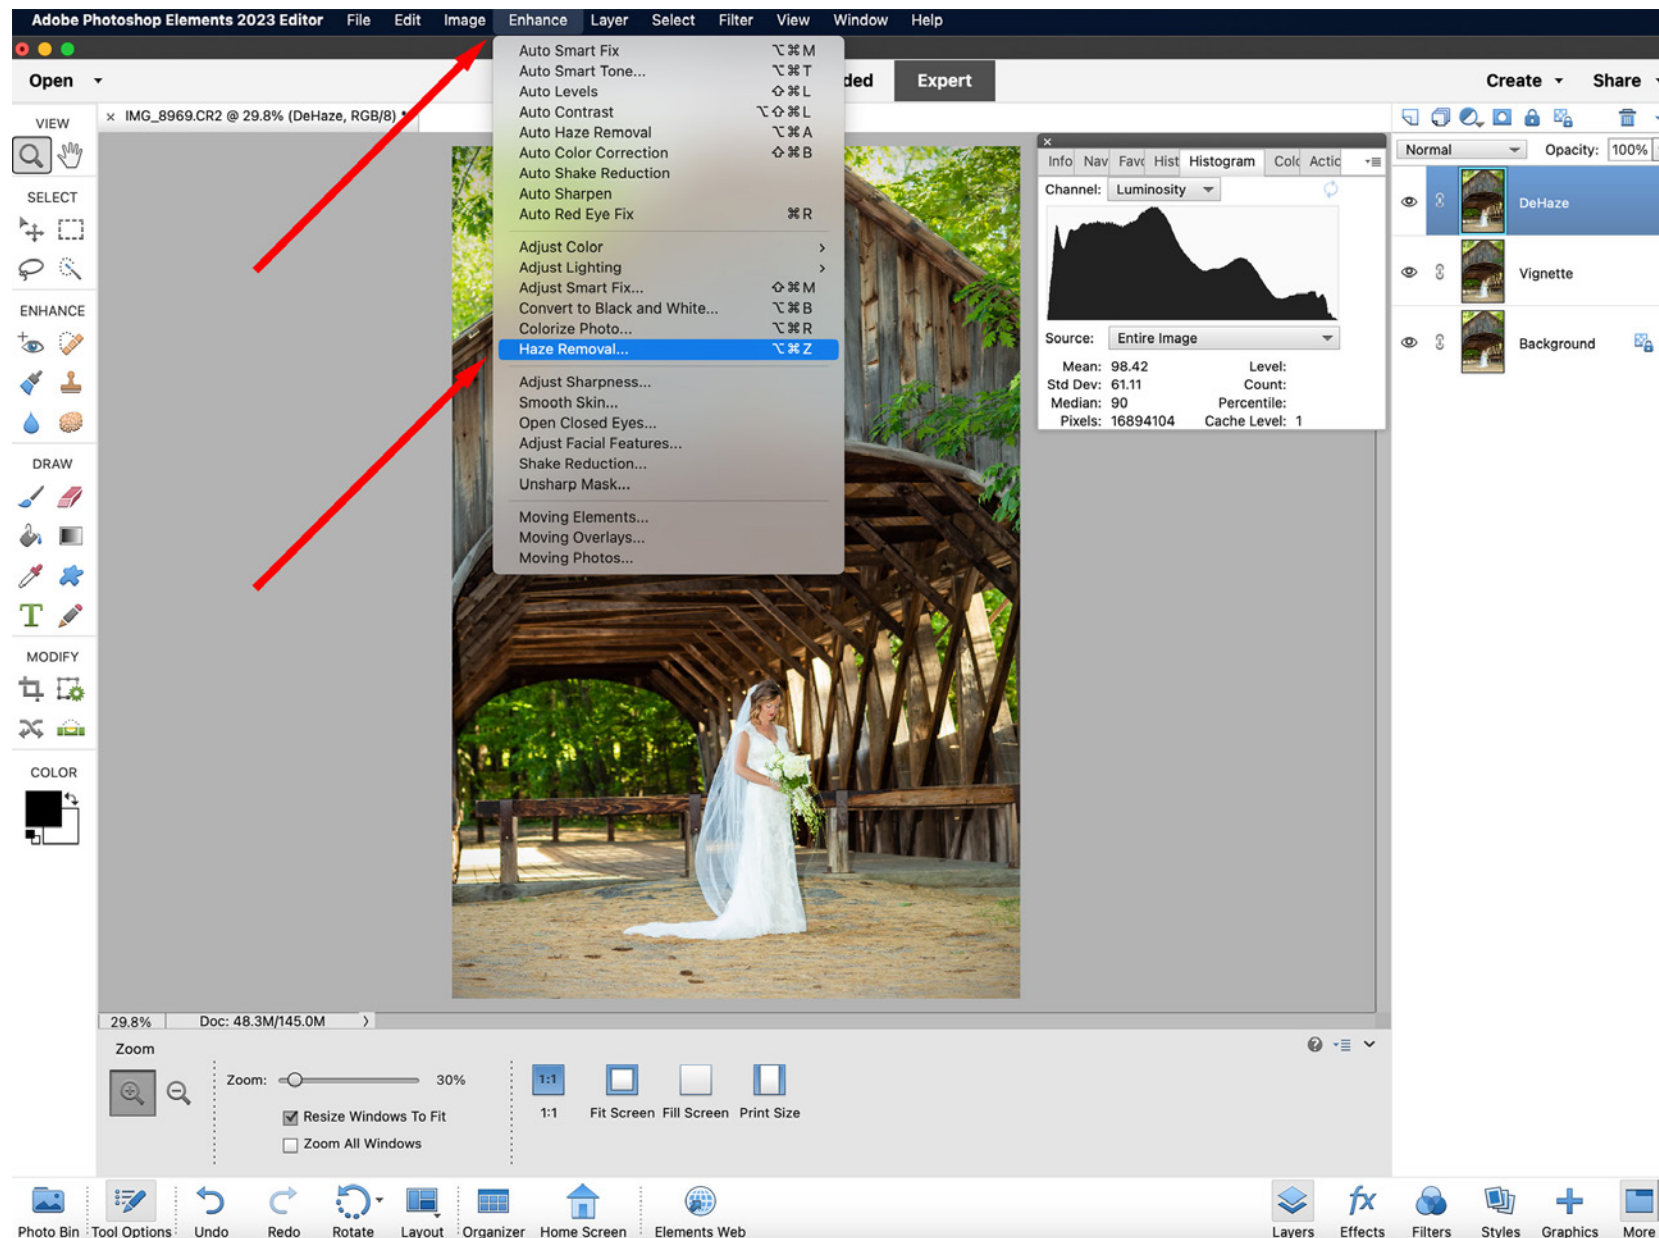 Adobe Photoshop Elements 2023 Editor File Edit Image Enhance Layer Select Filter View Window Help
Open Expert Create Share
× IMG_8969.CR2 @ 29.8% (DeHaze, RGB/8) *
VIEW
SELECT
ENHANCE
DRAW
T
MODIFY
COLOR
Auto Smart Fix ⌥⌘M
Auto Smart Tone... ⌥⌘T
Auto Levels ⇧⌘L
Auto Contrast ⌥⇧⌘L
Auto Haze Removal ⌥⌘A
Auto Color Correction ⇧⌘B
Auto Shake Reduction
Auto Sharpen
Auto Red Eye Fix ⌘R
Adjust Color >
Adjust Lighting >
Adjust Smart Fix... ⇧⌘M
Convert to Black and White... ⌥⌘B
Colorize Photo... ⌥⌘R
Haze Removal... ⌥⌘Z
Adjust Sharpness...
Smooth Skin...
Open Closed Eyes...
Adjust Facial Features...
Shake Reduction...
Unsharp Mask...
Moving Elements...
Moving Overlays...
Moving Photos...
Info Nav Hist Histogram
Channel: Luminosity
Source: Entire Image
Mean: 98.42 Level:
Std Dev: 61.11 Count:
Median: 90 Percentile:
Pixels: 16894104 Cache Level: 1
Normal Opacity: 100%
DeHaze
Vignette
Background
29.8% Doc: 48.3M/145.0M
Zoom
Zoom: 30%
Resize Windows To Fit
Zoom All Windows
1:1
1:1 Fit Screen Fill Screen Print Size
Photo Bin Tool Options Undo Redo Rotate Layout Organizer Home Screen Elements Web
fx
Layers Effects Filters Styles Graphics More